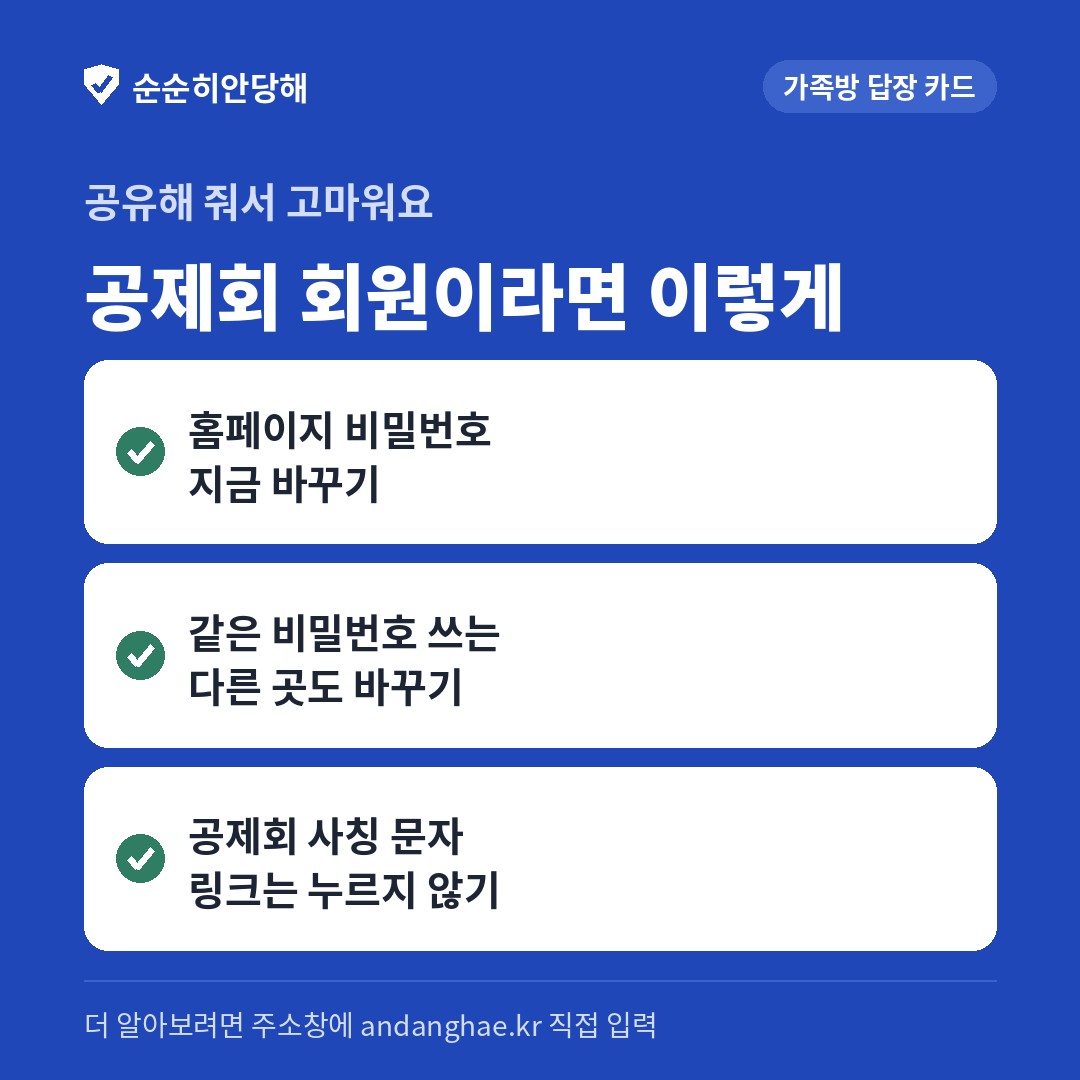 순순히안당해
가족방 답장 카드
공유해 줘서 고마워요
공제회 회원이라면 이렇게
홈페이지 비밀번호
지금 바꾸기
같은 비밀번호 쓰는
다른 곳도 바꾸기
공제회 사칭 문자
링크는 누르지 않기
더 알아보려면 주소창에 andanghae.kr 직접 입력